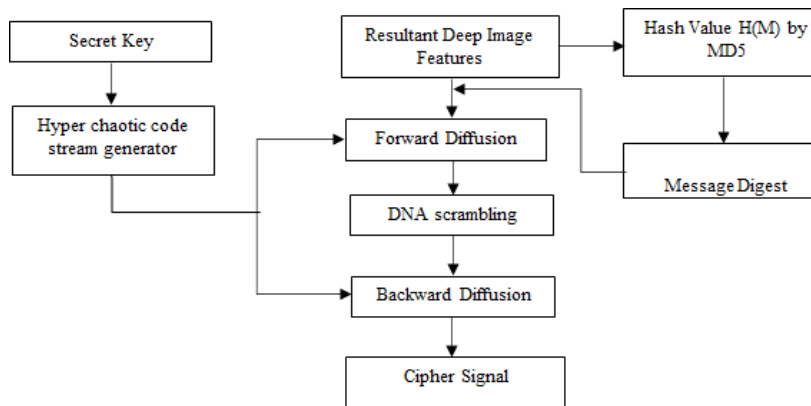 Secret Key
Resultant Deep Image
Features
Hash Value H(M) by
MD5
Hyper chaotic code
stream generator
Forward Diffusion
Message Digest
DNA scrambling
Backward Diffusion
Cipher Signal